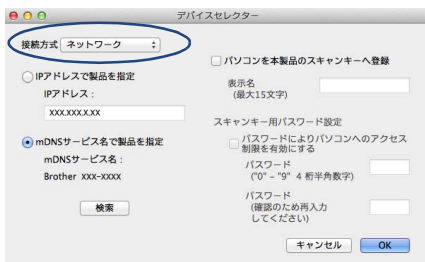 デバイスセレクター
接続方式 ネットワーク
IPアドレスで製品を指定
IPアドレス：
XXX.XXX.X.XX
mDNSサービス名で製品を指定
mDNSサービス名：
Brother XXX-XXXX
検索
パソコンを本製品のスキャンキーへ登録
表示名
(最大15文字)
スキャンキー用パスワード設定
パスワードによりパソコンへのアクセス
制限を有効にする
パスワード
("0" – "9" 4 桁半角数字)
パスワード
(確認のため再入力
してください)
キャンセル
OK